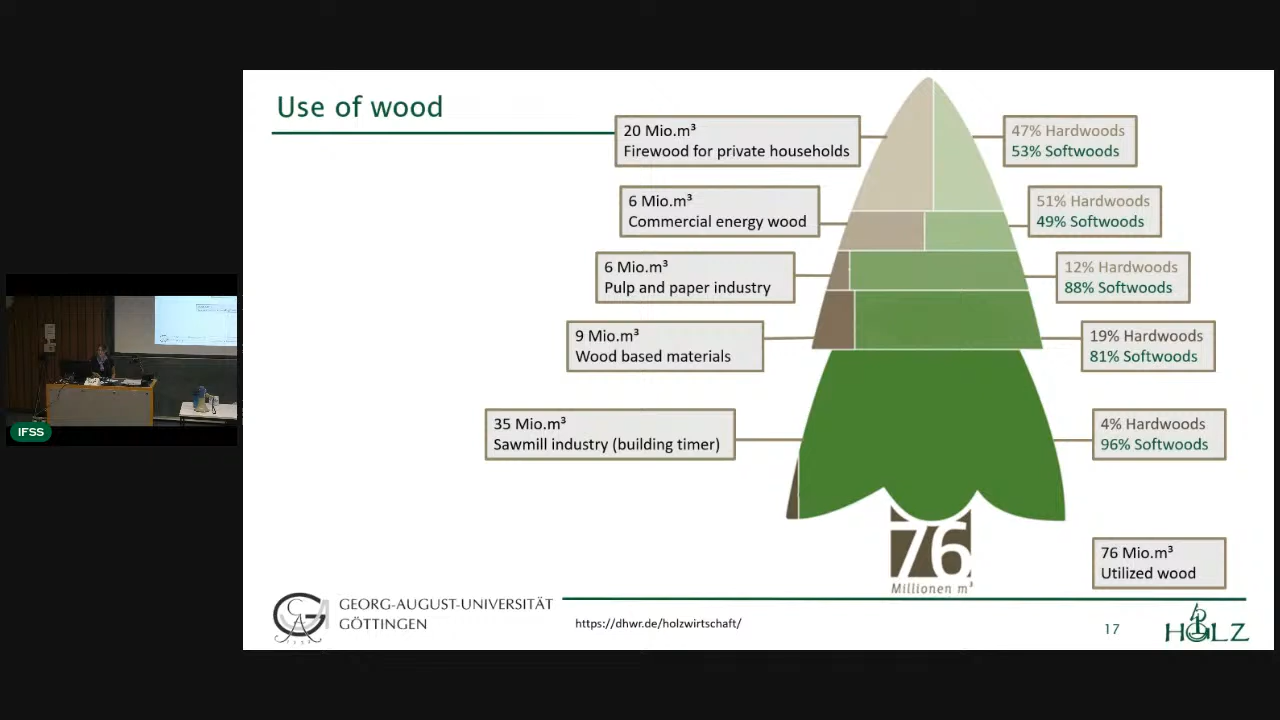 Use of wood
20 Mio.m³
Firewood for private households
47% Hardwoods
53% Softwoods
6 Mio.m³
Commercial energy wood
51% Hardwoods
49% Softwoods
6 Mio.m³
Pulp and paper industry
12% Hardwoods
88% Softwoods
9 Mio.m³
Wood based materials
19% Hardwoods
81% Softwoods
35 Mio.m³
Sawmill industry (building timer)
4% Hardwoods
96% Softwoods
IFSS
76
Millionen m³
76 Mio.m³
Utilized wood
GEORG-AUGUST-UNIVERSITÄT
GÖTTINGEN
https://dhwr.de/holzwirtschaft/
17
HOLZ